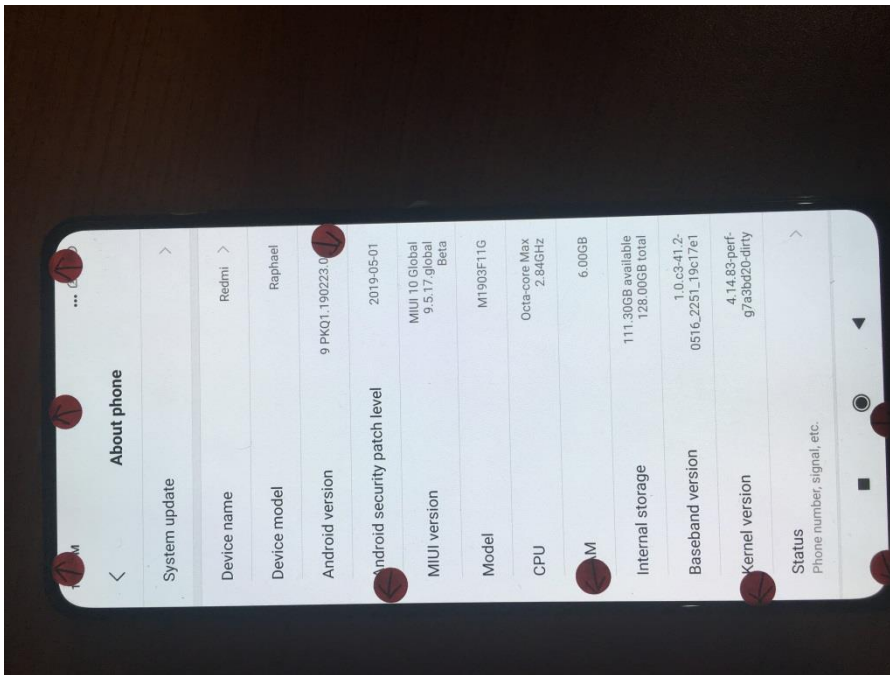 About phone
System update
Device name
Redmi
Device model
Raphael
Android version
9 PKQ1.190223.0
Android security patch level
2019-05-01
MIUI version
MIUI 10 Global
9.5.17.global
Beta
Model
M1903F11G
CPU
Octa-core Max
2.84GHz
AM
6.00GB
Internal storage
111.30GB available
128.00GB total
Baseband version
1.0.c3-41.2-
0516_2251_19c17e1
Kernel version
4.14.83-perf-
g7a3bd20-dirty
Status
Phone number, signal, etc.